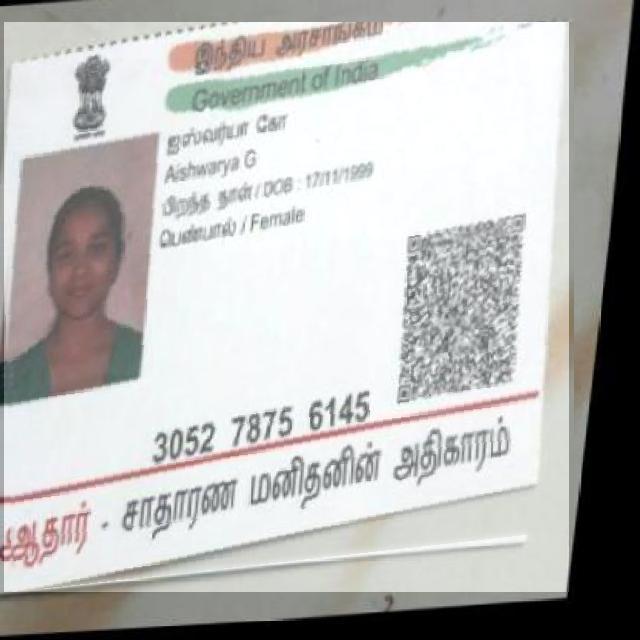 இந்திய அரசாங்கம்
Government of India
ஐஸ்வர்யா கோ
Aishwarya G
பிறந்த நாள் / DOB : 17/11/1999
பெண்பால் / Female
3052 7875 6145
ஆதார் - சாதாரண மனிதனின் அதிகாரம்